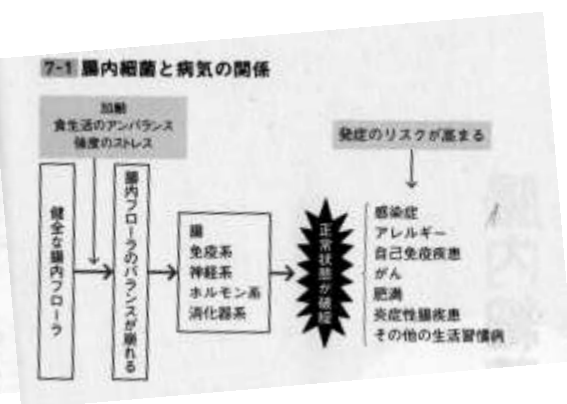 7-1 腸内細菌と病気の関係
加齢
食生活のアンバランス
強度のストレス
発症のリスクが高まる
健全な腸内フローラ
腸内フローラのバランスが崩れる
腸
免疫系
神経系
ホルモン系
消化器系
正常状態が破綻
感染症
アレルギー
自己免疫疾患
がん
肥満
炎症性腸疾患
その他の生活習慣病